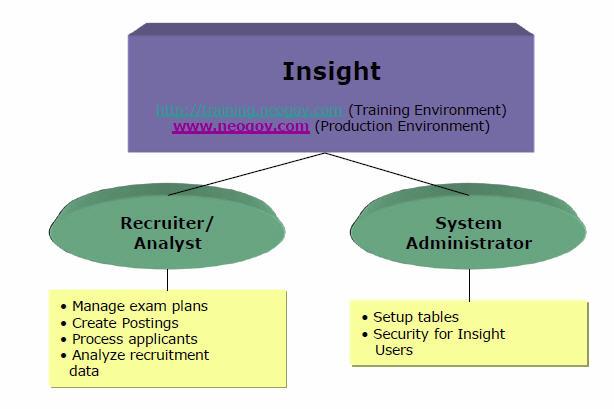 Insight
http://training.neogov.com (Training Environment)
www.neogov.com (Production Environment)
Recruiter/
Analyst
• Manage exam plans
• Create Postings
• Process applicants
• Analyze recruitment
data
System
Administrator
• Setup tables
• Security for Insight
Users